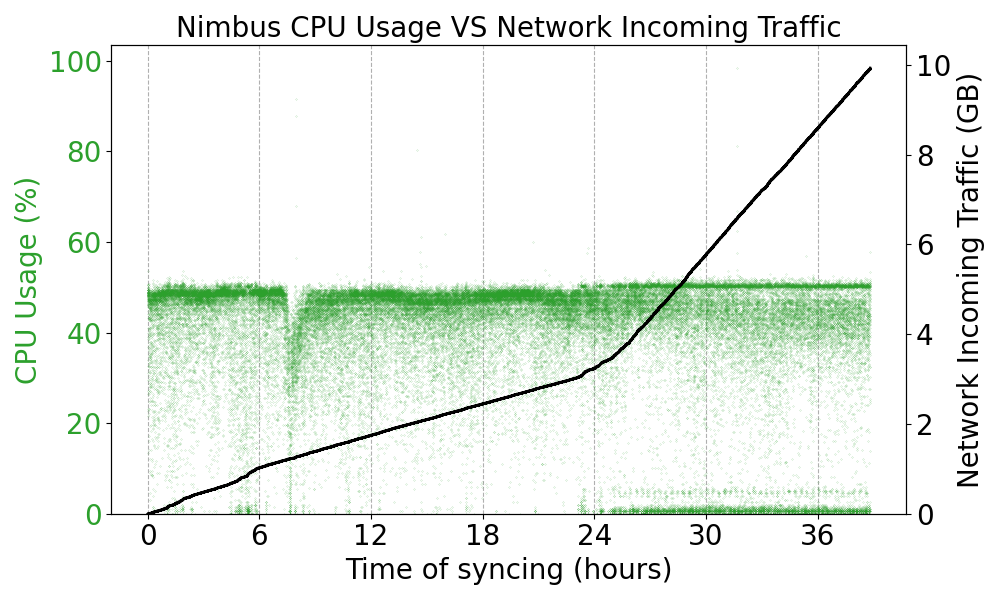 Nimbus CPU Usage VS Network Incoming Traffic
CPU Usage (%)
100
80
60
40
20
0
10
8
6
4
2
0
Network Incoming Traffic (GB)
0 6 12 18 24 30 36
Time of syncing (hours)